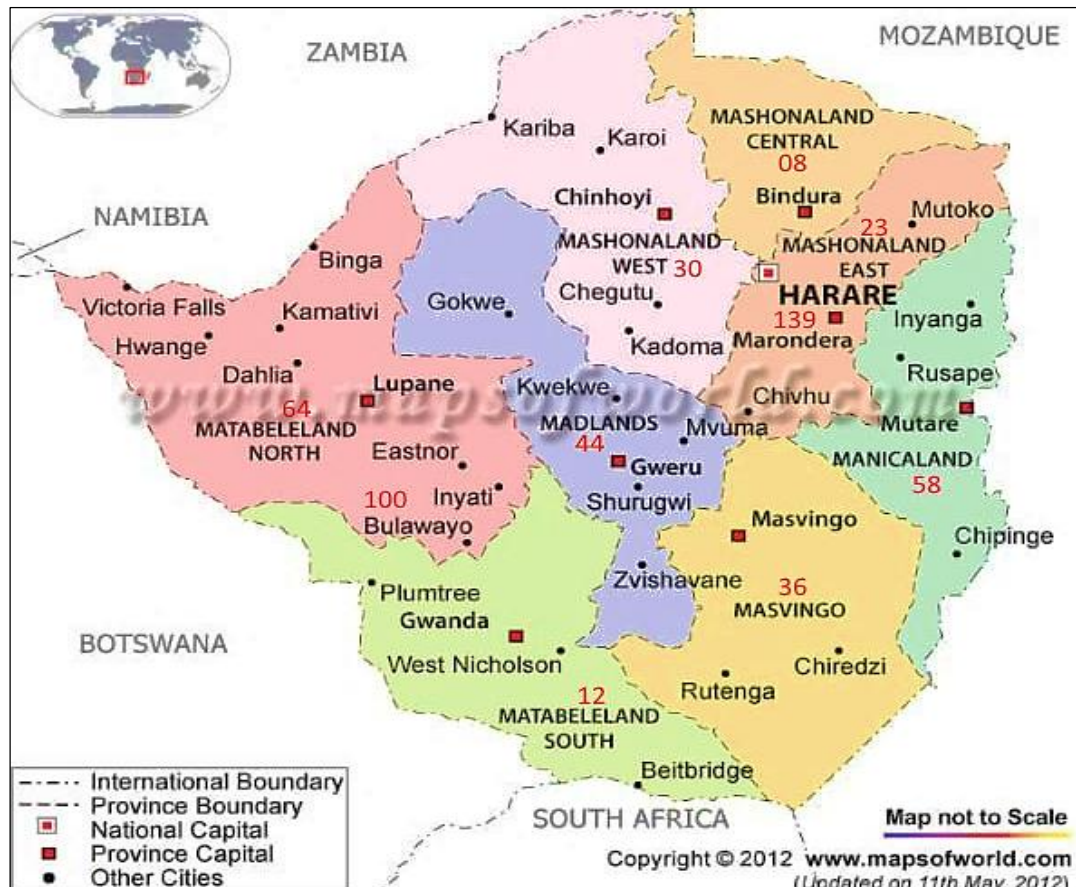 ZAMBIA
MOZAMBIQUE
NAMIBIA
Kariba
Karoi
MASHONALAND
CENTRAL
08
Chinhoyi
Bindura
Mutoko
23
MASHONALAND
WEST 30
MASHONALAND
EAST
Binga
Victoria Falls
Kamativi
Gokwe
Chegutu
HARARE
139
Inyanga
Hwange
Kadoma
Marondera
Dahlia
Lupane
Rusape
www.mapsofworld.com
Kwekwe
Chivhu
64
MATABELELAND
NORTH
MADLANDS
44
Mvuma
Mutare
Eastnor
Gweru
MANICALAND
58
100
Inyati
Shurugwi
Bulawayo
Masvingo
Chipinge
Zvishavane
36
MASVINGO
Plumtree
Gwanda
BOTSWANA
West Nicholson
Chiredzi
Rutenga
12
MATABELELAND
SOUTH
Beitbridge
SOUTH AFRICA
International Boundary
Province Boundary
National Capital
Province Capital
Other Cities
Map not to Scale
Copyright © 2012 www.mapsofworld.com
(Updated on 11th May, 2012)